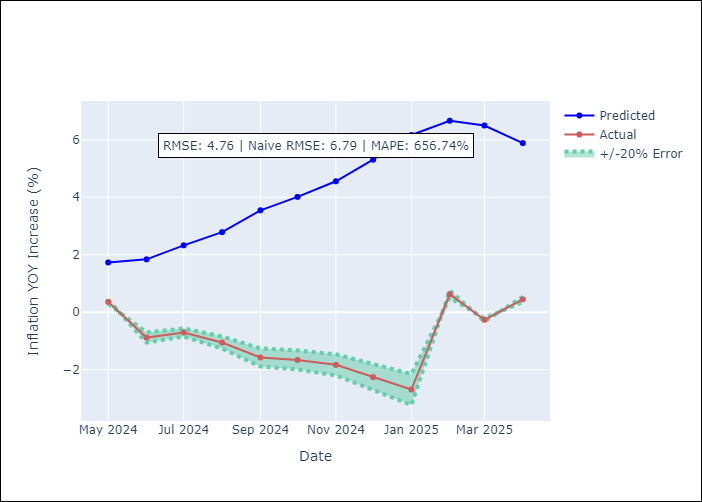 RMSE: 4.76 | Naive RMSE: 6.79 | MAPE: 656.74%
Predicted
Actual
+/-20% Error
Inflation YOY Increase (%)
6
4
2
0
−2
May 2024
Jul 2024
Sep 2024
Nov 2024
Jan 2025
Mar 2025
Date